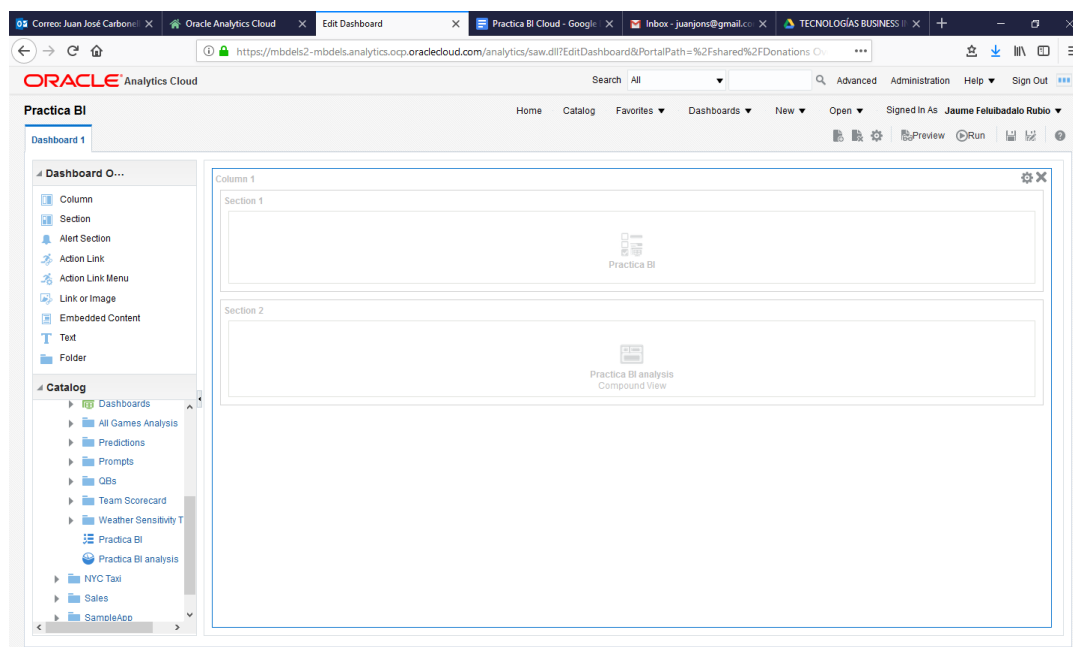 Correo: Juan José Carbonell
Oracle Analytics Cloud
Edit Dashboard
Practica BI Cloud - Google
Inbox - juanjons@gmail.co
TECNOLOGÍAS BUSINESS
https://mbdels2-mbdels.analytics.ocp.oraclecloud.com/analytics/saw.dll?EditDashboard&PortalPath=%2Fshared%2FDonations
ORACLE Analytics Cloud
Search All
Advanced Administration Help Sign Out
Practica BI
Home Catalog Favorites Dashboards New Open Signed In As Jaume Feluibadalo Rubio
Dashboard 1
Preview Run
Dashboard O...
Column
Section
Alert Section
Action Link
Action Link Menu
Link or Image
Embedded Content
Text
Folder
Catalog
Dashboards
All Games Analysis
Predictions
Prompts
QBs
Team Scorecard
Weather Sensitivity T
Practica BI
Practica BI analysis
NYC Taxi
Sales
SampleApp
Column 1
Section 1
Practica BI
Section 2
Practica BI analysis
Compound View